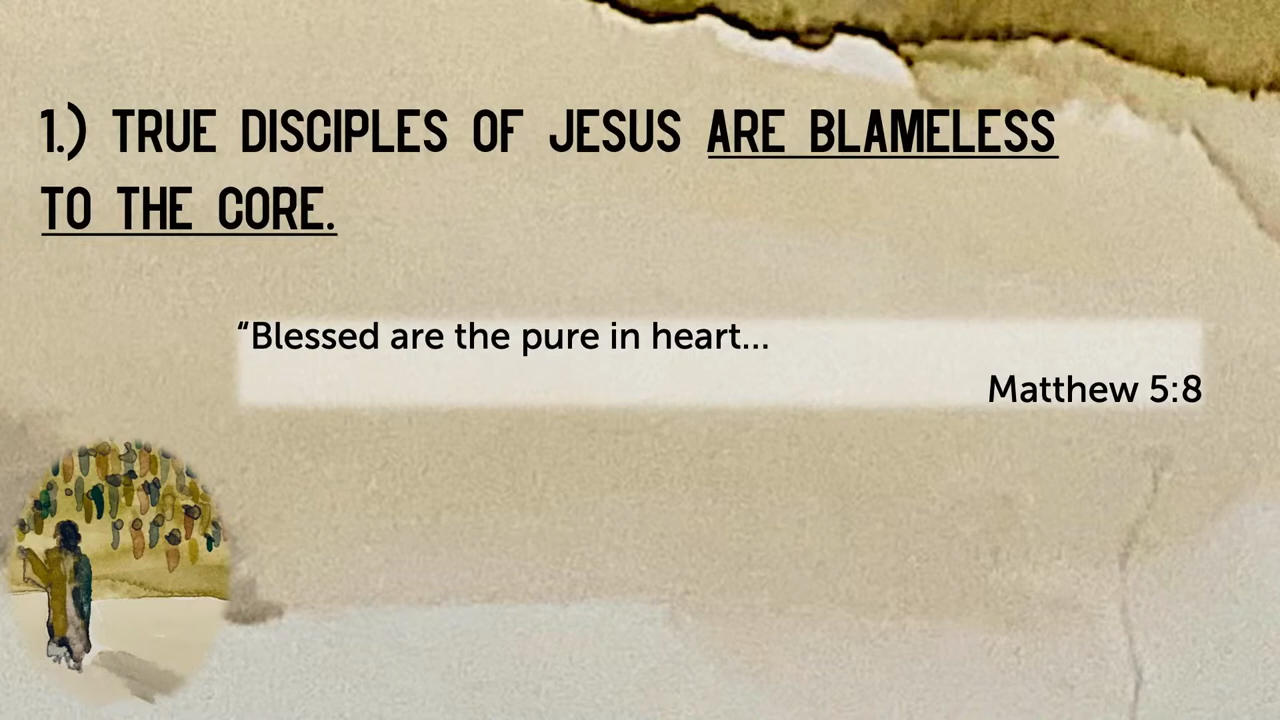 1.) TRUE DISCIPLES OF JESUS ARE BLAMELESS
TO THE CORE.
“Blessed are the pure in heart…
Matthew 5:8